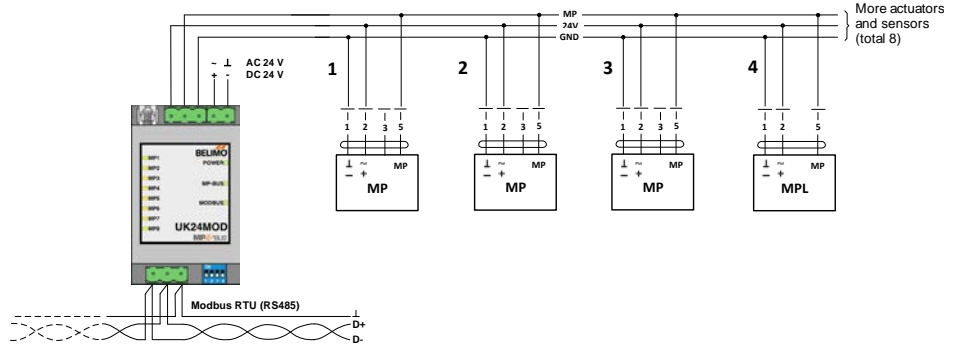 MP
24V
GND
More actuators
and sensors
(total 8)
~ ⊥ AC 24 V
+ - DC 24 V
1
2
3
4
1 2 3 5
1 2 3 5
1 2 3 5
1 2 5
⊥ ~ MP
– +
MP
⊥ ~ MP
– +
MP
⊥ ~ MP
– +
MP
⊥ ~ MP
– +
MPL
BELIMO
POWER
MP1
MP2
MP3
MP4
MP5
MP6
MP7
MP8
MP-BUS
MODBUS
UK24MOD
MP BUS
Modbus RTU (RS485)
⊥
D+
D-